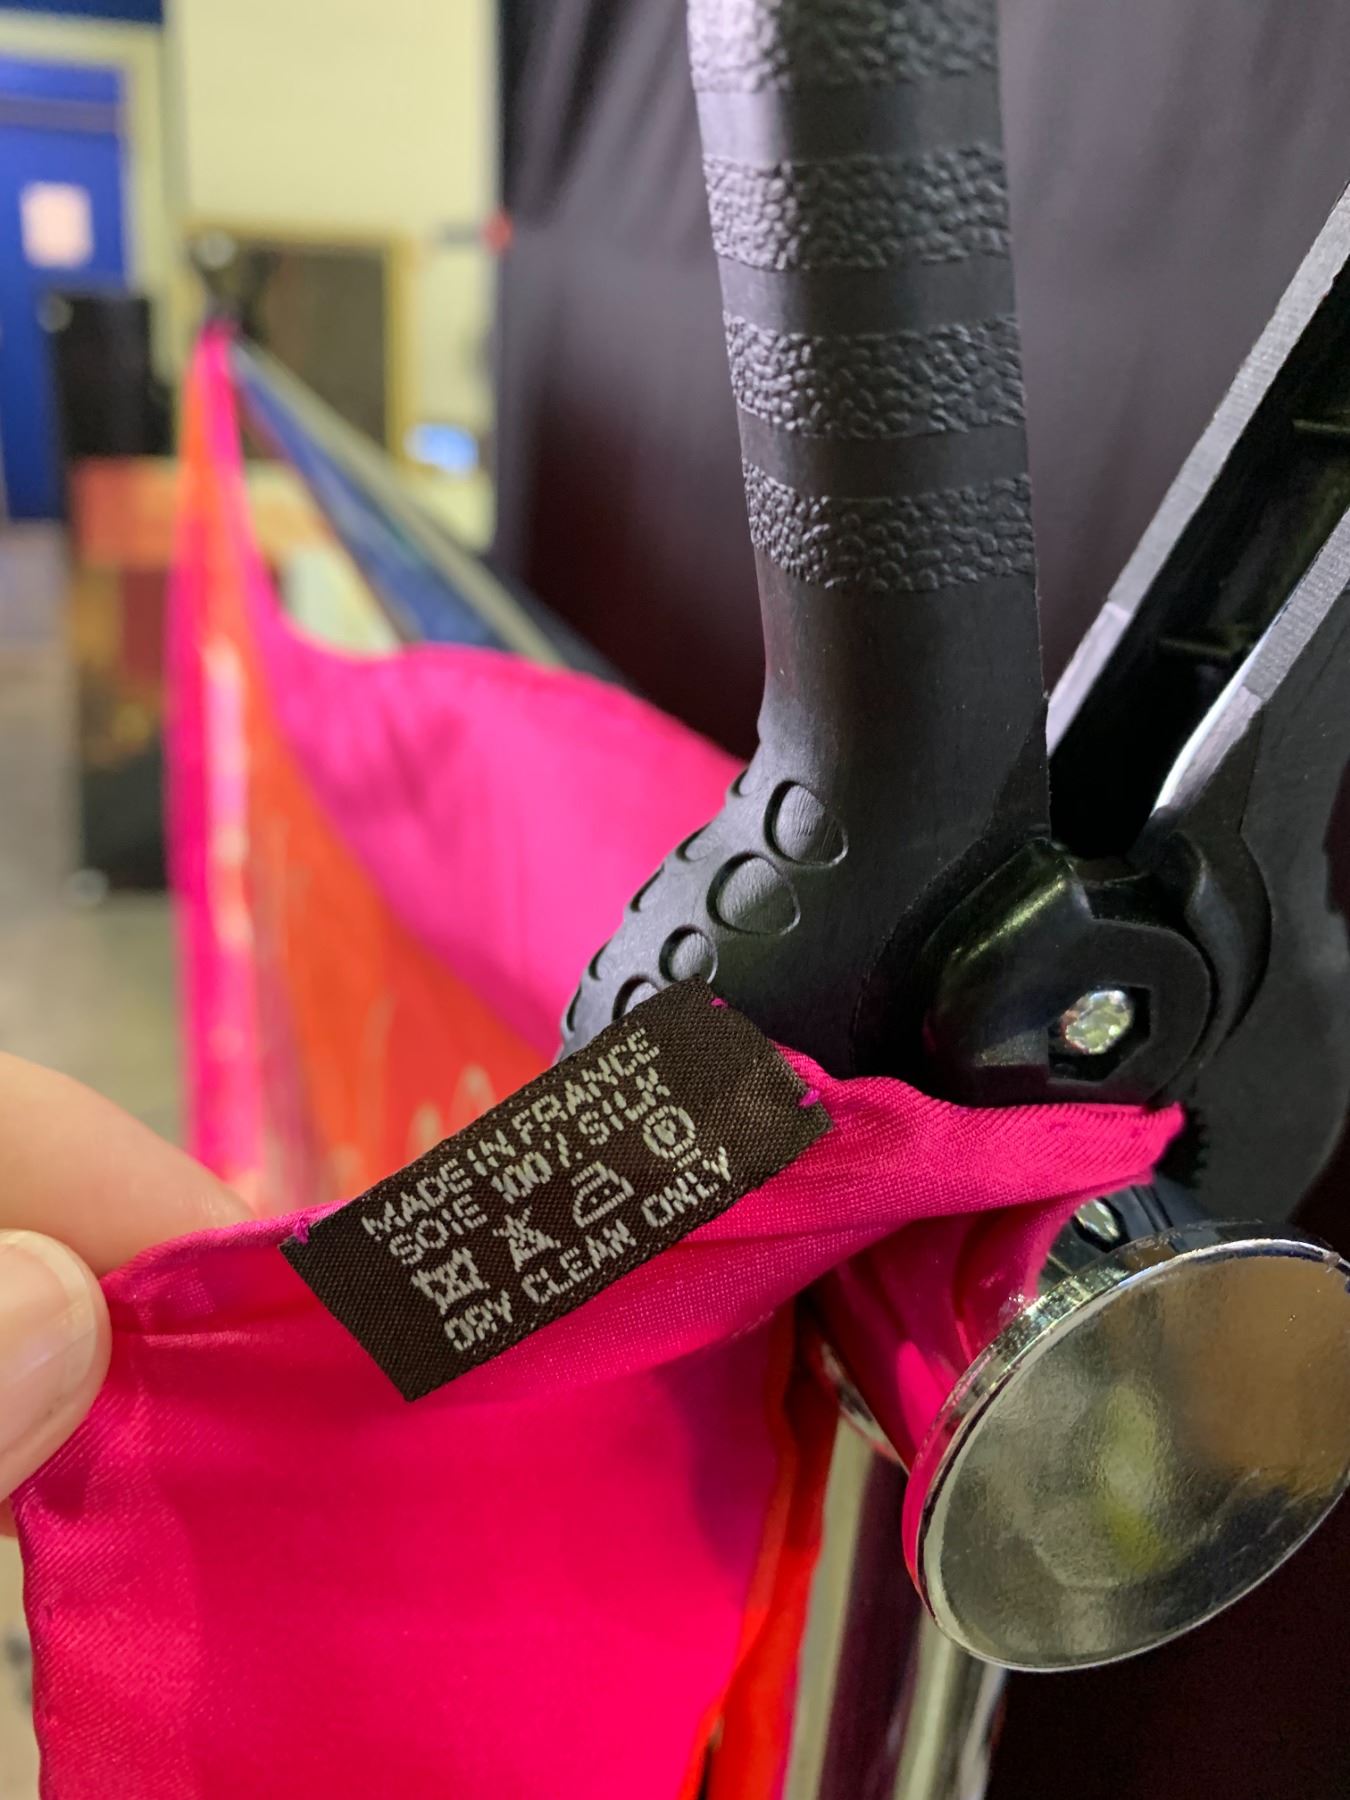 MADE IN FRANCE
SOIE 100% SILK
DRY CLEAN ONLY